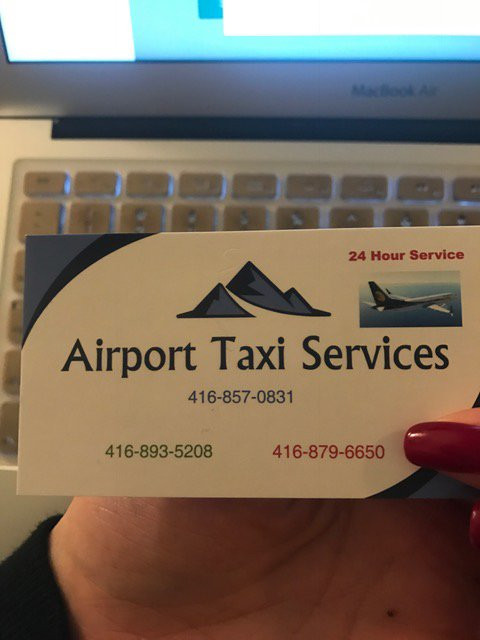 MacBook Air
24 Hour Service
Airport Taxi Services
416-857-0831
416-893-5208 416-879-6650